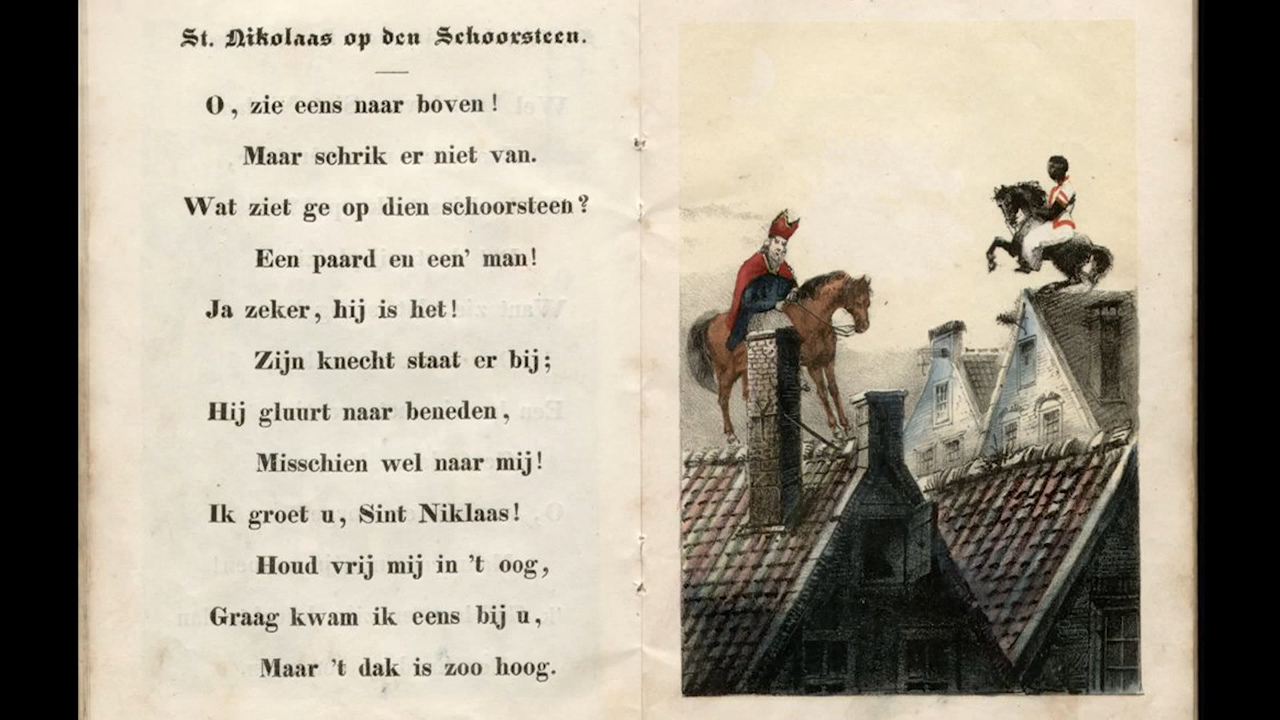 St. Nikolaas op den Schoorsteen.
O, zie eens naar boven!
Maar schrik er niet van.
Wat ziet ge op dien schoorsteen?
Een paard en een' man!
Ja zeker, hij is het!
Zijn knecht staat er bij;
Hij gluurt naar beneden,
Misschien wel naar mij!
Ik groet u, Sint Niklaas!
Houd vrij mij in 't oog,
Graag kwam ik eens bij u,
Maar 't dak is zoo hoog.